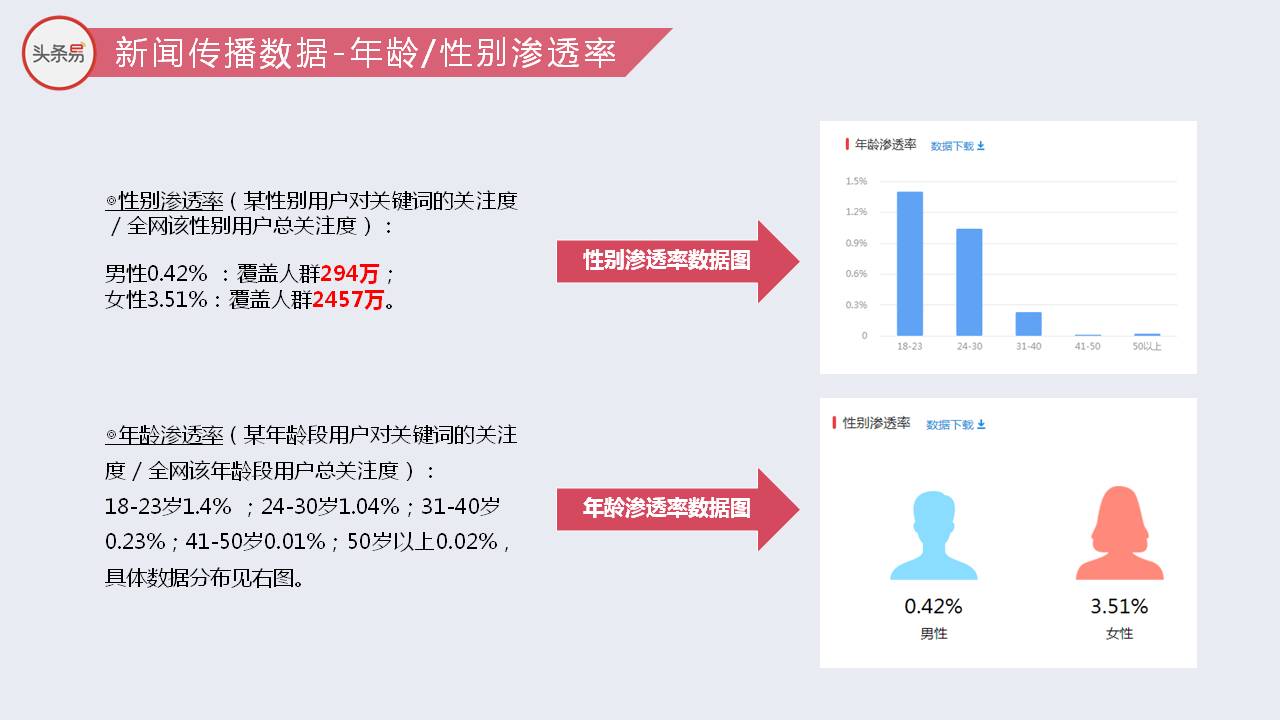 头条易
新闻传播数据-年龄/性别渗透率
◎性别渗透率（某性别用户对关键词的关注度
/全网该性别用户总关注度）：
男性0.42% ：覆盖人群294万；
女性3.51%：覆盖人群2457万。
性别渗透率数据图
年龄渗透率 数据下载
1.5%
1.2%
0.9%
0.6%
0.3%
0
18-23 24-30 31-40 41-50 50以上
◎年龄渗透率（某年龄段用户对关键词的关注
度/全网该年龄段用户总关注度）：
18-23岁1.4% ；24-30岁1.04%；31-40岁
0.23%；41-50岁0.01%；50岁以上0.02%，
具体数据分布见右图。
年龄渗透率数据图
性别渗透率 数据下载
0.42% 3.51%
男性 女性